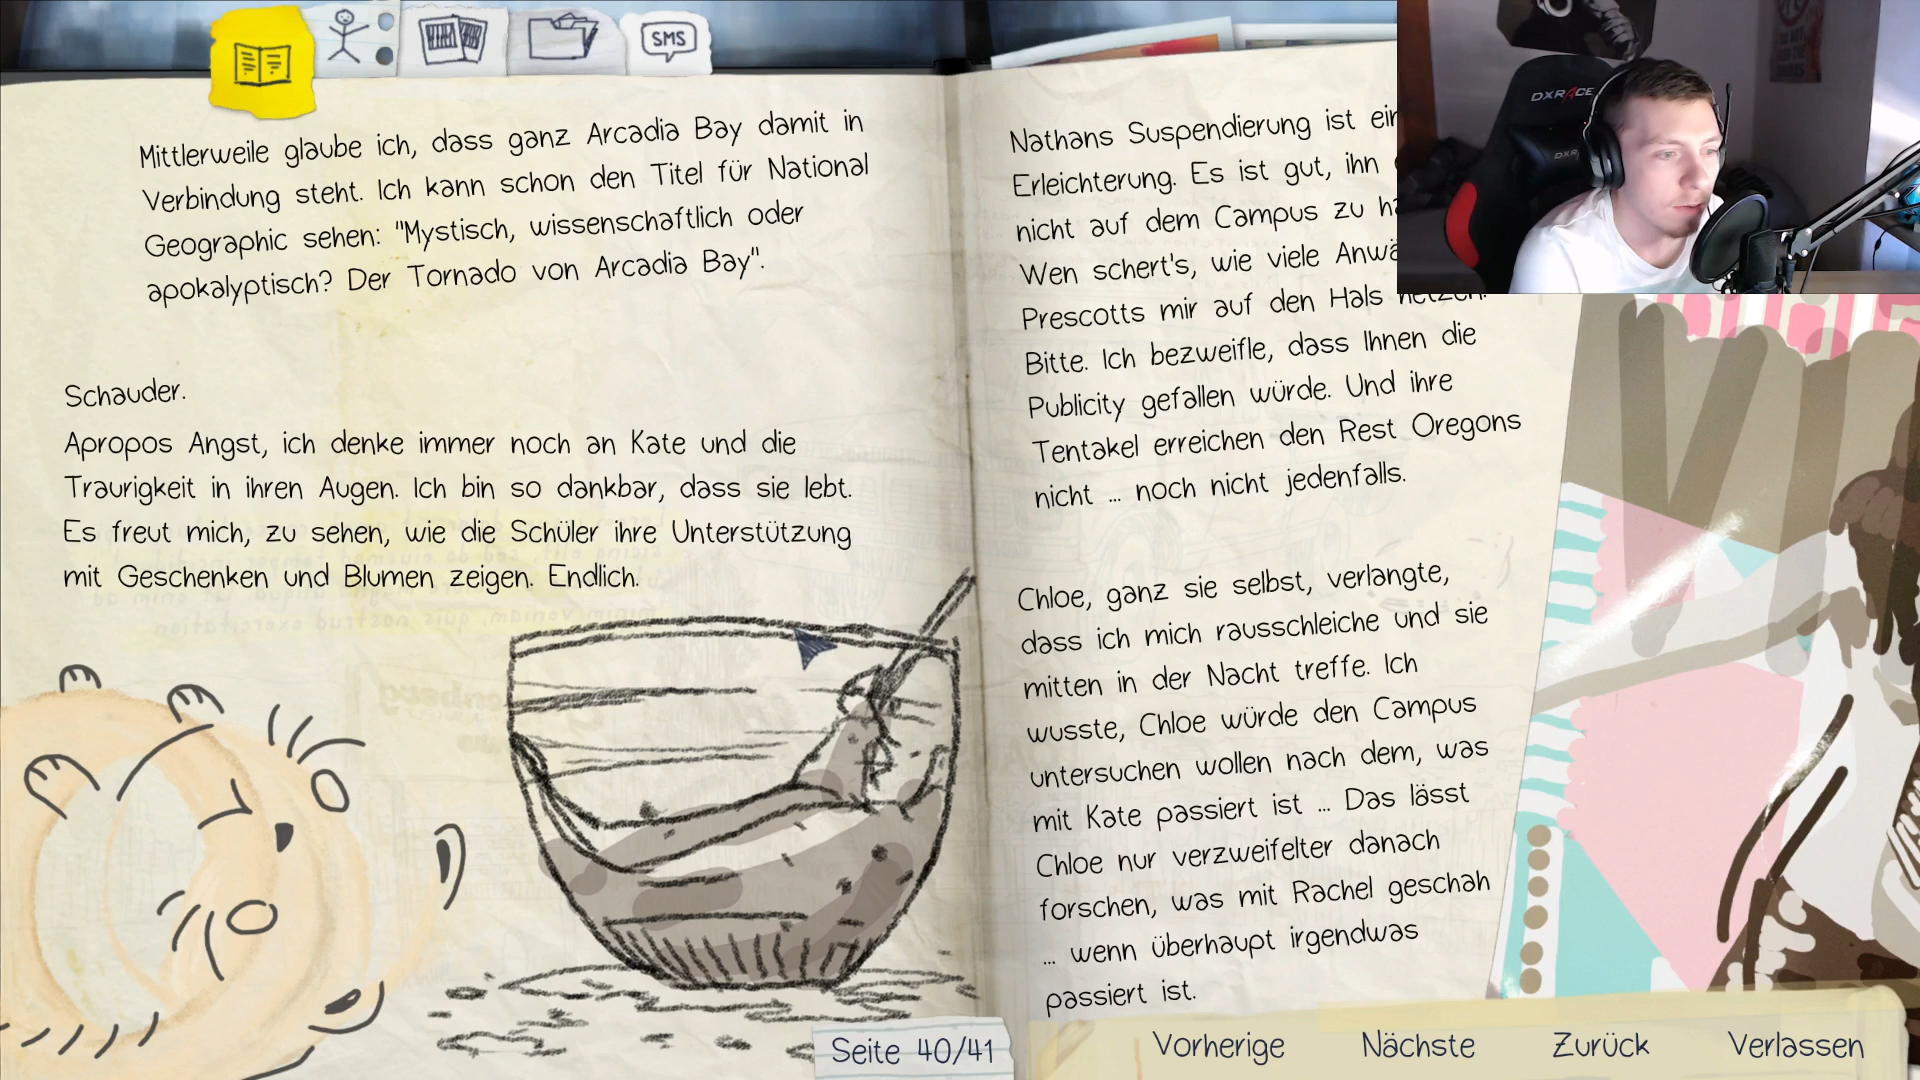 SMS
Mittlerweile glaube ich, dass ganz Arcadia Bay damit in
Verbindung steht. Ich kann schon den Titel für National
Geographic sehen: "Mystisch, wissenschaftlich oder
apokalyptisch? Der Tornado von Arcadia Bay".
Schauder.
Apropos Angst, ich denke immer noch an Kate und die
Traurigkeit in ihren Augen. Ich bin so dankbar, dass sie lebt.
Es freut mich, zu sehen, wie die Schüler ihre Unterstützung
mit Geschenken und Blumen zeigen. Endlich.
Nathans Suspendierung ist
Erleichterung. Es ist gut, ihn
nicht auf dem Campus zu
Wen schert's, wie viele
Prescotts mir auf den Hals
Bitte. Ich bezweifle, dass Ihnen die
Publicity gefallen würde. Und ihre
Tentakel erreichen den Rest Oregons
nicht ... noch nicht jedenfalls.
Chloe, ganz sie selbst, verlangte,
dass ich mich rausschleiche und sie
mitten in der Nacht treffe. Ich
wusste, Chloe würde den Campus
untersuchen wollen nach dem, was
mit Kate passiert ist ... Das lässt
Chloe nur verzweifelter danach
forschen, was mit Rachel geschah
... wenn überhaupt irgendwas
passiert ist.
Seite 40/41
Vorherige Nächste Zurück Verlassen
DXRACE